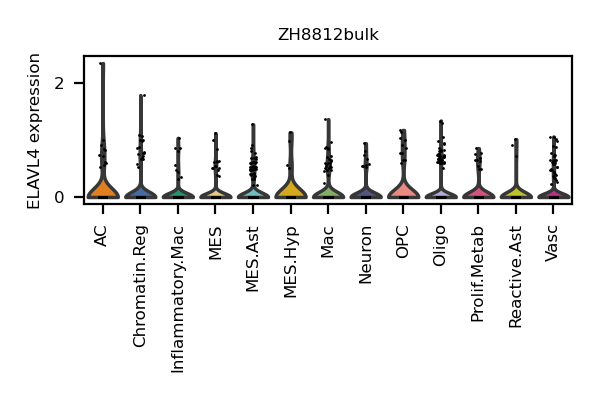 ZH8812bulk
ELAVL4 expression
2
0
AC
Chromatin.Reg
Inflammatory.Mac
MES
MES.Ast
MES.Hyp
Mac
Neuron
OPC
Oligo
Prolif.Metab
Reactive.Ast
Vasc